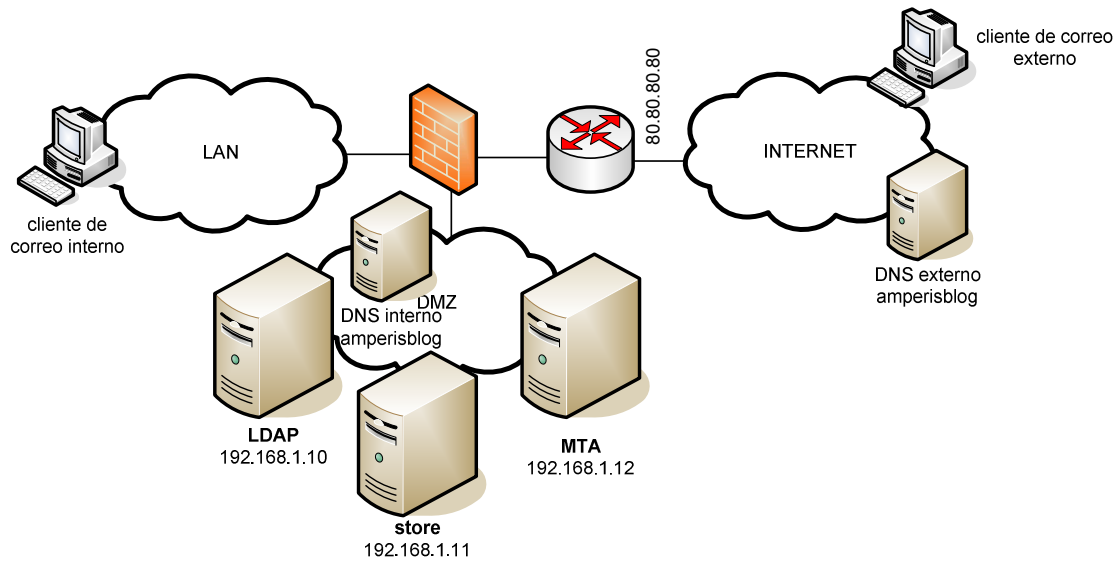 cliente de correo
externo
80.80.80.80
LAN
INTERNET
cliente de
correo interno
DNS externo
amperisblog
DMZ
DNS interno
amperisblog
LDAP
192.168.1.10
MTA
192.168.1.12
store
192.168.1.11